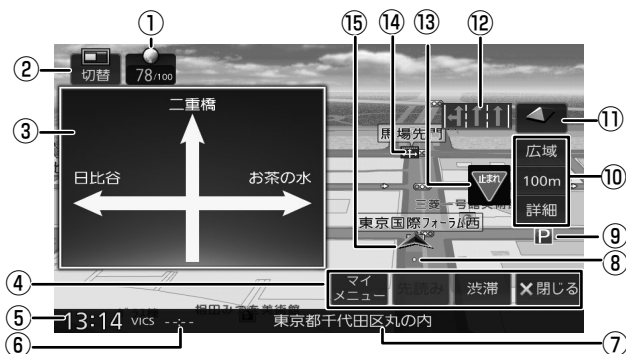 ① ⑮ ⑭ ⑬ ⑫
② 切替 78/100
③ 二重橋
日比谷 お茶の水
馬場先門
⑪
広域
100m
詳細
⑩
止まれ
三菱一号館美術館
東京国際フォーラム西
P ⑨
⑧
④ マイメニュー 先読み 渋滞 ×閉じる
⑤ 13:14 VICS --:-- 東京都千代田区丸の内
⑥ ⑦